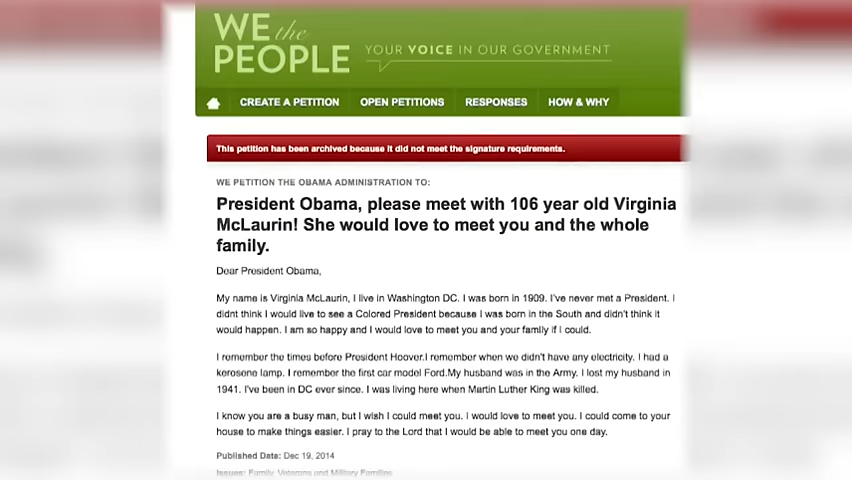 WE the
PEOPLE
YOUR VOICE IN OUR GOVERNMENT
CREATE A PETITION OPEN PETITIONS RESPONSES HOW & WHY
This petition has been archived because it did not meet the signature requirements.
WE PETITION THE OBAMA ADMINISTRATION TO:
President Obama, please meet with 106 year old Virginia
McLaurin! She would love to meet you and the whole
family.
Dear President Obama,
My name is Virginia McLaurin, I live in Washington DC. I was born in 1909. I've never met a President. I
didnt think I would live to see a Colored President because I was born in the South and didn't think it
would happen. I am so happy and I would love to meet you and your family if I could.
I remember the times before President Hoover.I remember when we didn't have any electricity. I had a
kerosene lamp. I remember the first car model Ford.My husband was in the Army. I lost my husband in
1941. I've been in DC ever since. I was living here when Martin Luther King was killed.
I know you are a busy man, but I wish I could meet you. I would love to meet you. I could come to your
house to make things easier. I pray to the Lord that I would be able to meet you one day.
Published Date: Dec 19, 2014
Issues: Family, Veterans and Military Families